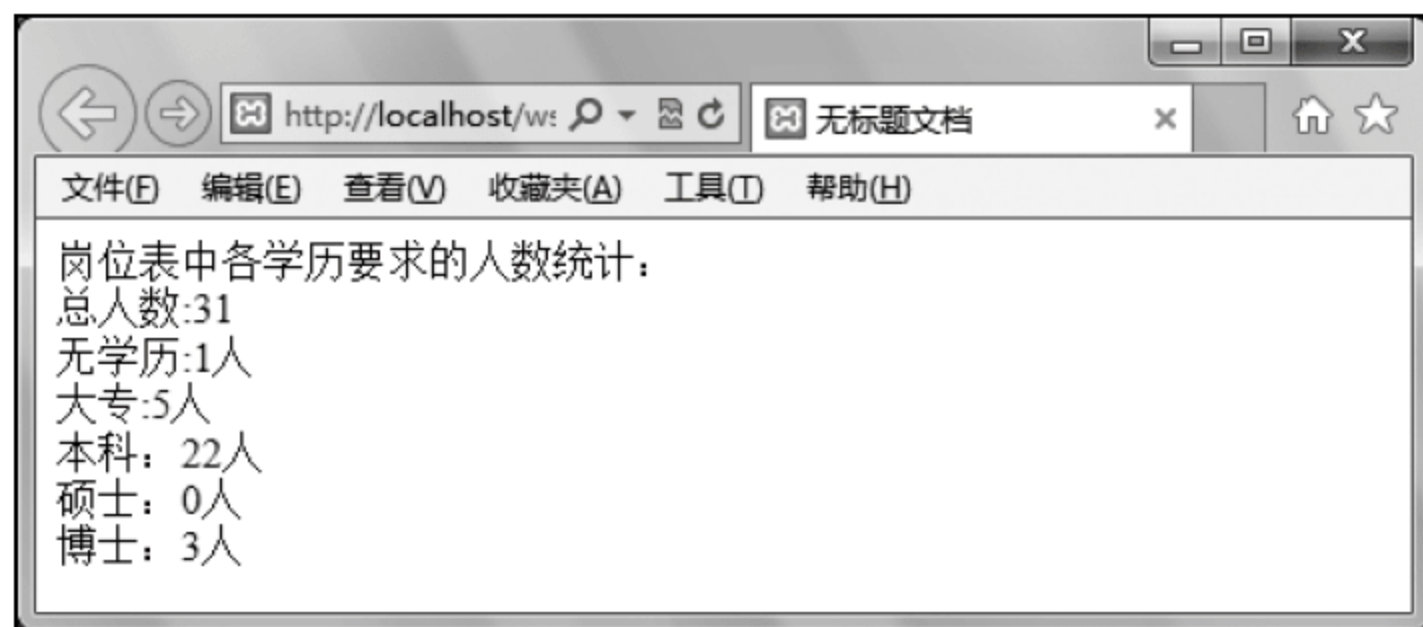 http://localhost/ws
无标题文档
文件(F) 编辑(E) 查看(V) 收藏夹(A) 工具(T) 帮助(H)
岗位表中各学历要求的人数统计：
总人数:31
无学历:1人
大专:5人
本科：22人
硕士：0人
博士：3人